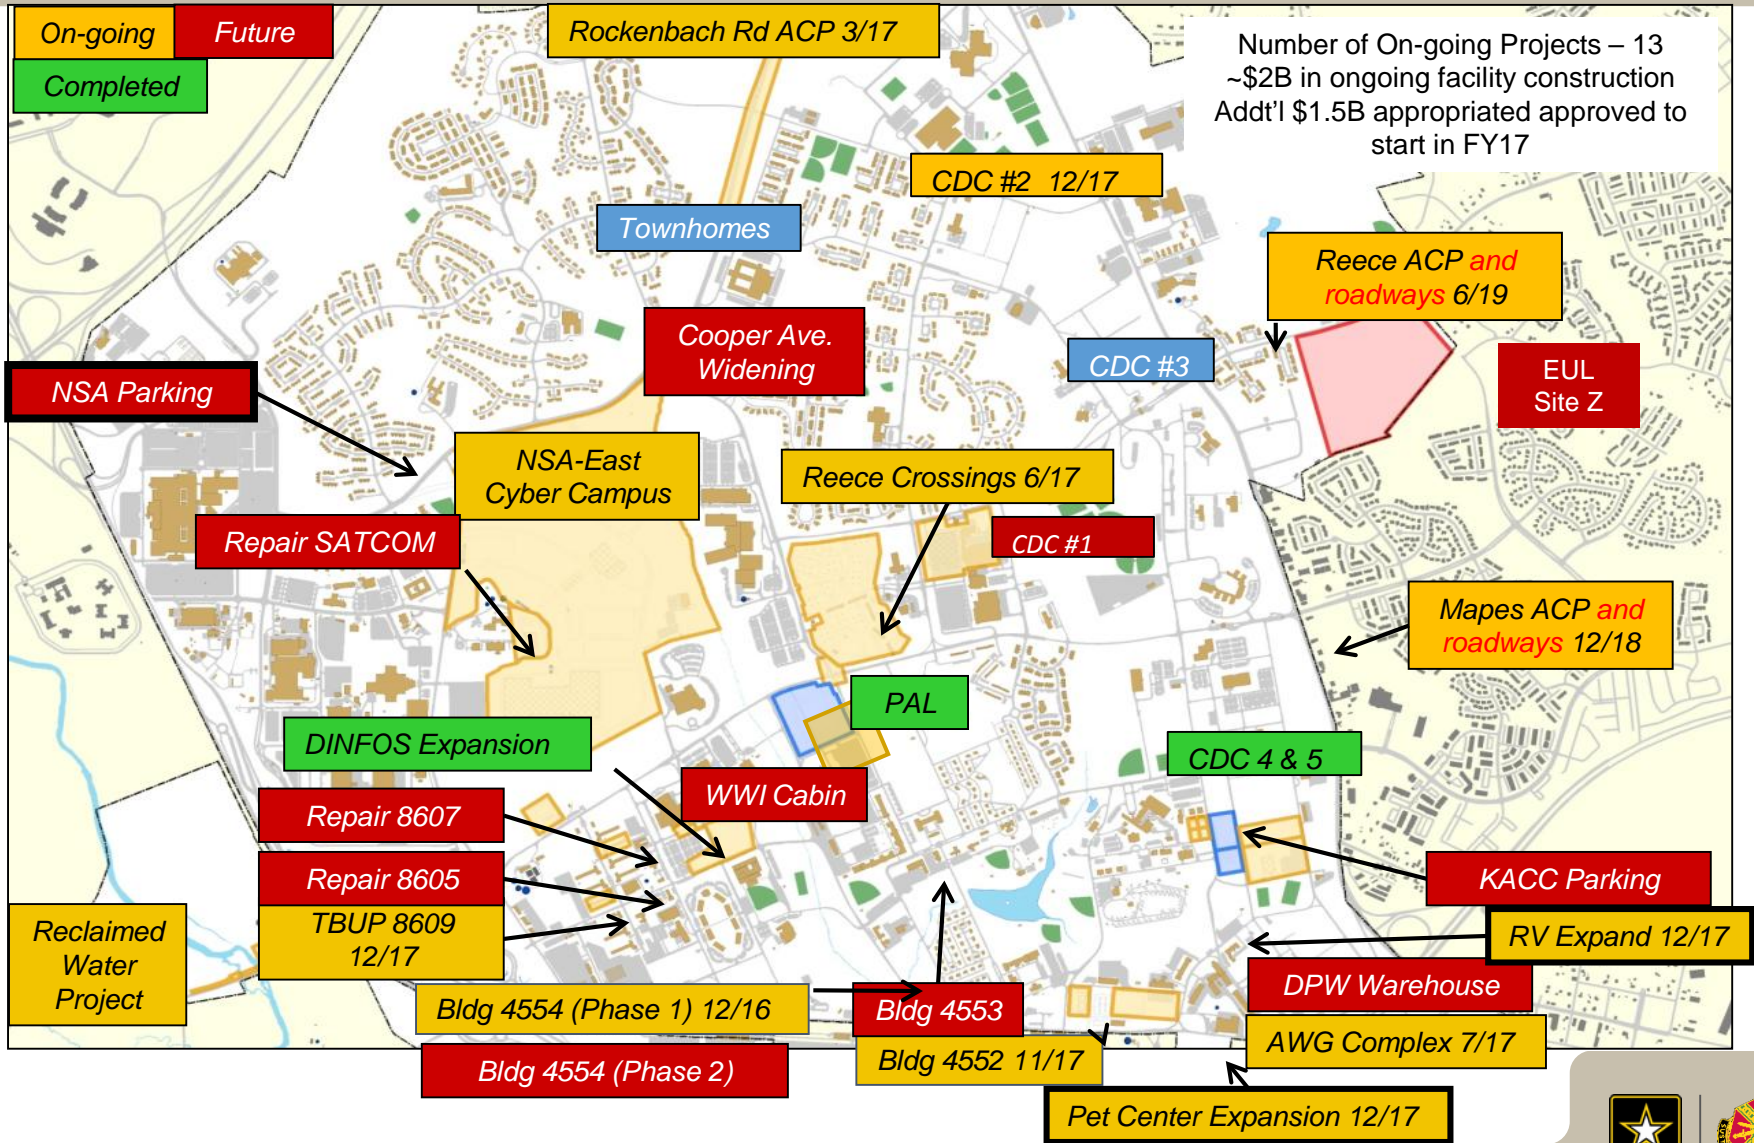 On-going
Future
Completed
Rockenbach Rd ACP 3/17
Number of On-going Projects – 13
~$2B in ongoing facility construction
Addt'l $1.5B appropriated approved to
start in FY17
CDC #2 12/17
Townhomes
Reece ACP and
roadways 6/19
Cooper Ave.
Widening
CDC #3
EUL
Site Z
NSA Parking
NSA-East
Cyber Campus
Reece Crossings 6/17
Repair SATCOM
CDC #1
Mapes ACP and
roadways 12/18
PAL
DINFOS Expansion
CDC 4 & 5
WWI Cabin
Repair 8607
Repair 8605
KACC Parking
TBUP 8609
12/17
Reclaimed
Water
Project
RV Expand 12/17
DPW Warehouse
Bldg 4554 (Phase 1) 12/16
Bldg 4553
AWG Complex 7/17
Bldg 4552 11/17
Bldg 4554 (Phase 2)
Pet Center Expansion 12/17